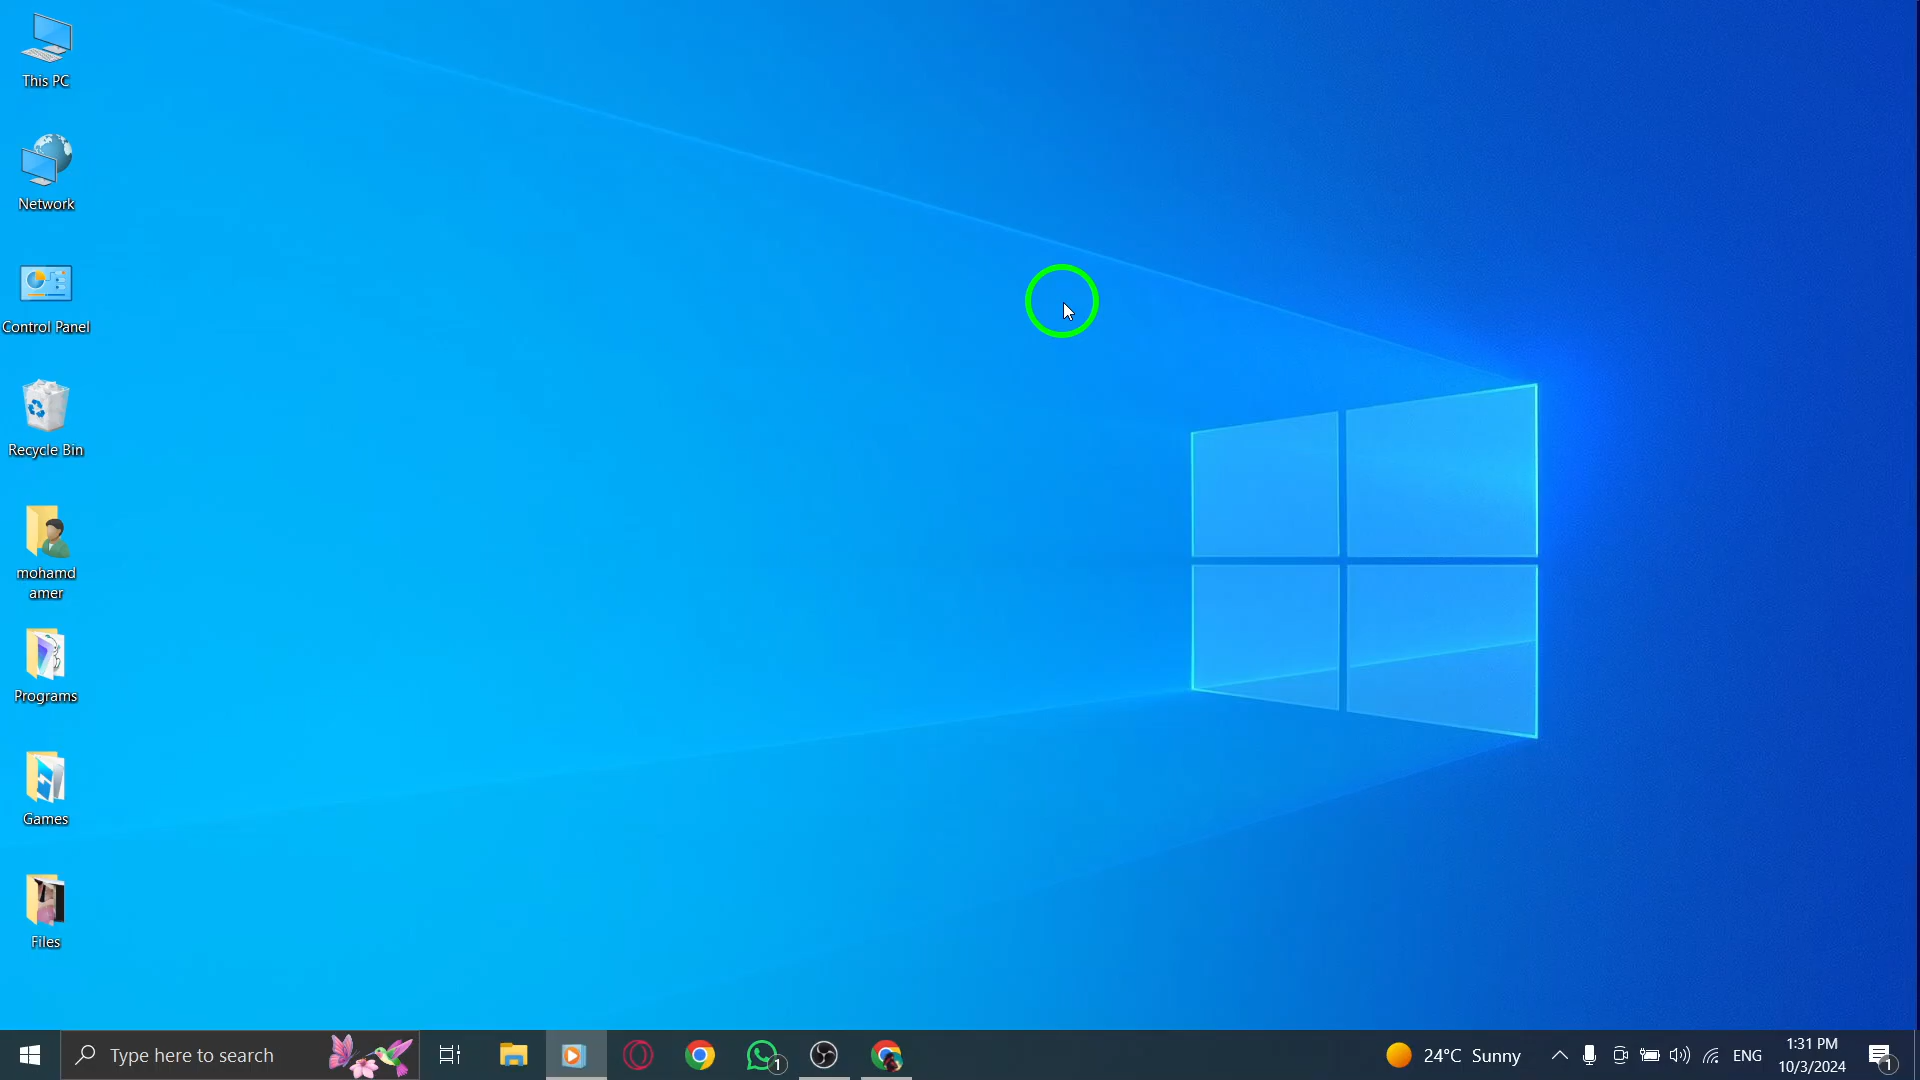 This PC
Network
Control Panel
Recycle Bin
mohamd
amer
Programs
Games
Files
Type here to search
1
24°C Sunny
ENG
1:31 PM
10/3/2024
1